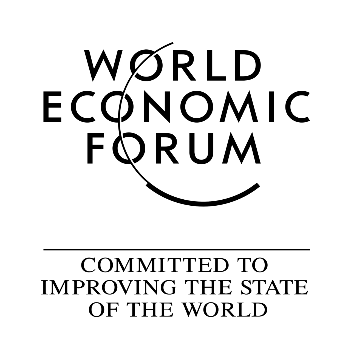 WORLD
ECONOMIC
FORUM
COMMITTED TO
IMPROVING THE STATE
OF THE WORLD